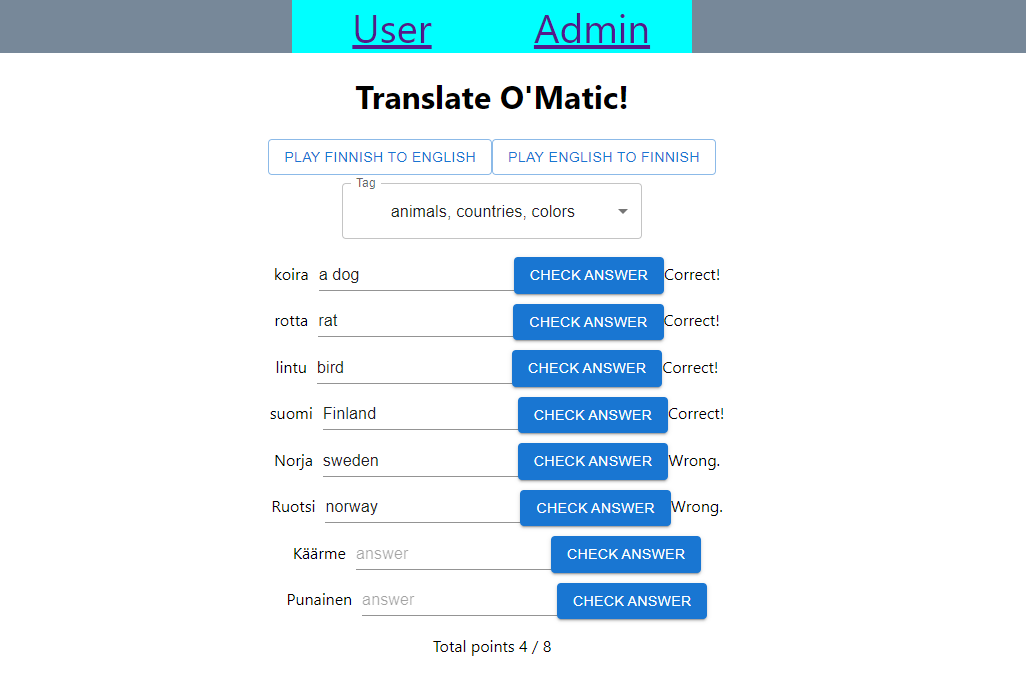 User Admin
Translate O'Matic!
PLAY FINNISH TO ENGLISH PLAY ENGLISH TO FINNISH
Tag
animals, countries, colors
koira a dog CHECK ANSWER Correct!
rotta rat CHECK ANSWER Correct!
lintu bird CHECK ANSWER Correct!
suomi Finland CHECK ANSWER Correct!
Norja sweden CHECK ANSWER Wrong.
Ruotsi norway CHECK ANSWER Wrong.
Käärme answer CHECK ANSWER
Punainen answer CHECK ANSWER
Total points 4 / 8